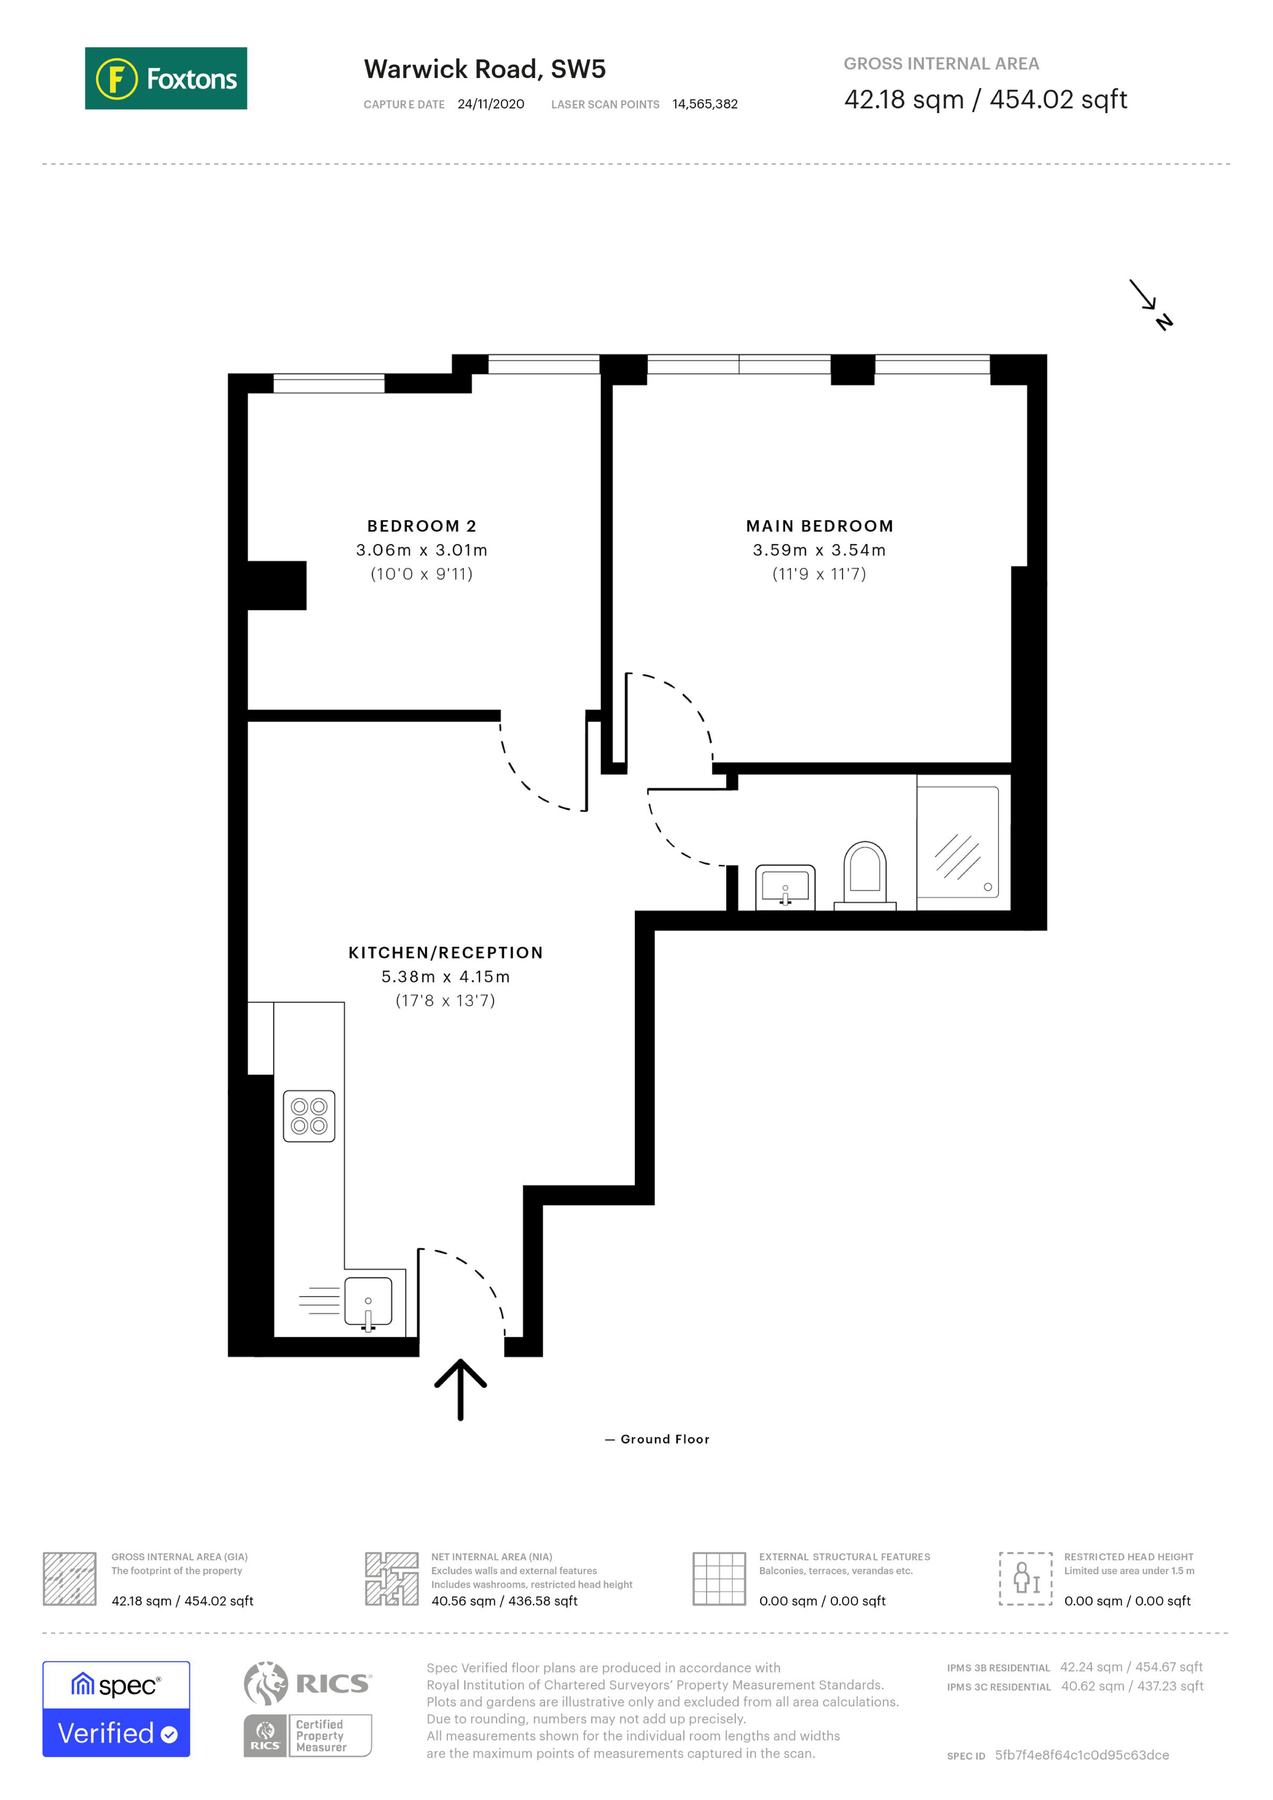 Foxtons
Warwick Road, SW5
CAPTURE DATE 24/11/2020 LASER SCAN POINTS 14,565,382
GROSS INTERNAL AREA
42.18 sqm / 454.02 sqft
N
BEDROOM 2
3.06m x 3.01m
(10'0 x 9'11)
MAIN BEDROOM
3.59m x 3.54m
(11'9 x 11'7)
KITCHEN/RECEPTION
5.38m x 4.15m
(17'8 x 13'7)
— Ground Floor
GROSS INTERNAL AREA (GIA)
The footprint of the property
42.18 sqm / 454.02 sqft
NET INTERNAL AREA (NIA)
Excludes walls and external features
Includes washrooms, restricted head height
40.56 sqm / 436.58 sqft
EXTERNAL STRUCTURAL FEATURES
Balconies, terraces, verandas etc.
0.00 sqm / 0.00 sqft
RESTRICTED HEAD HEIGHT
Limited use area under 1.5 m
0.00 sqm / 0.00 sqft
spec®
Verified
RICS
RICS
Certified
Property
Measurer
Spec Verified floor plans are produced in accordance with
Royal Institution of Chartered Surveyors' Property Measurement Standards.
Plots and gardens are illustrative only and excluded from all area calculations.
Due to rounding, numbers may not add up precisely.
All measurements shown for the individual room lengths and widths
are the maximum points of measurements captured in the scan.
IPMS 3B RESIDENTIAL 42.24 sqm / 454.67 sqft
IPMS 3C RESIDENTIAL 40.62 sqm / 437.23 sqft
SPEC ID 5fb7f4e8f64c1c0d95c63dce